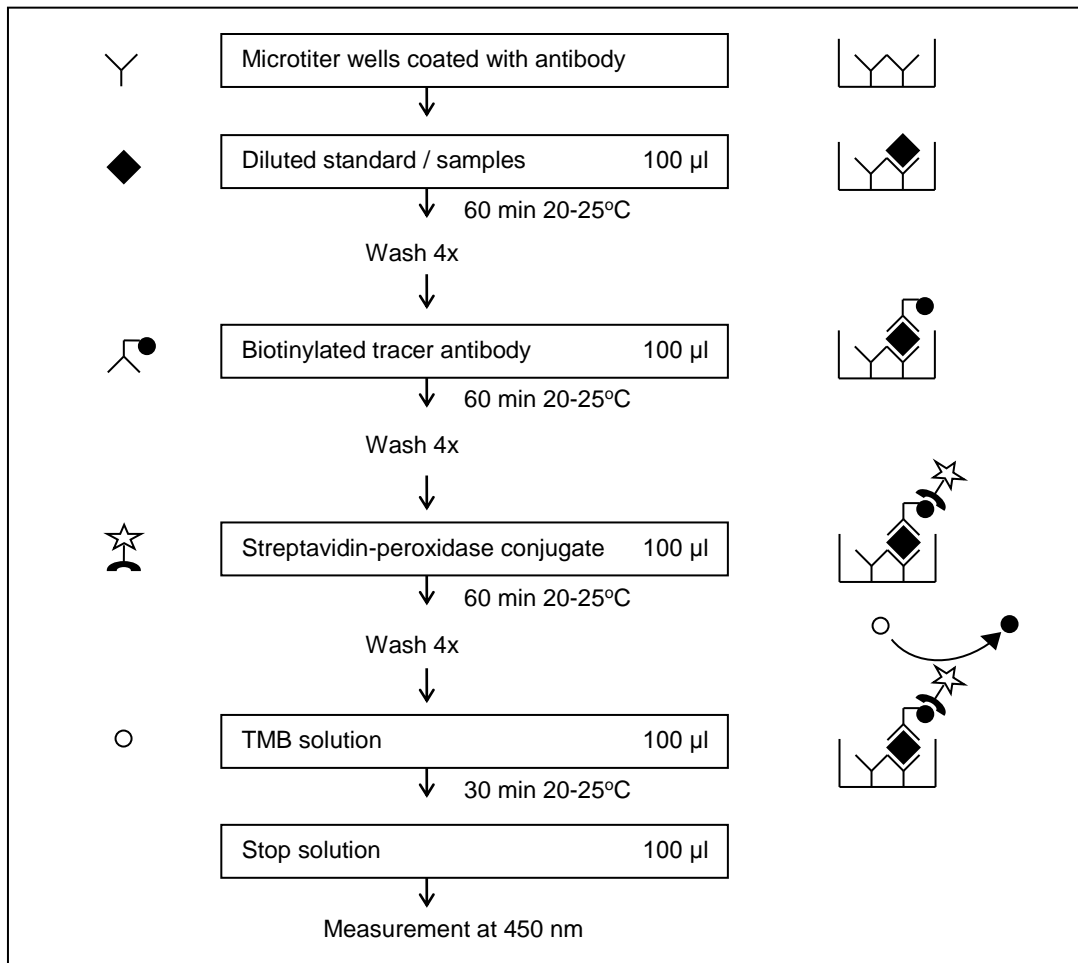 Microtiter wells coated with antibody
Diluted standard / samples 100 µl
60 min 20-25oC
Wash 4x
Biotinylated tracer antibody 100 µl
60 min 20-25oC
Wash 4x
Streptavidin-peroxidase conjugate 100 µl
60 min 20-25oC
Wash 4x
TMB solution 100 µl
30 min 20-25oC
Stop solution 100 µl
Measurement at 450 nm